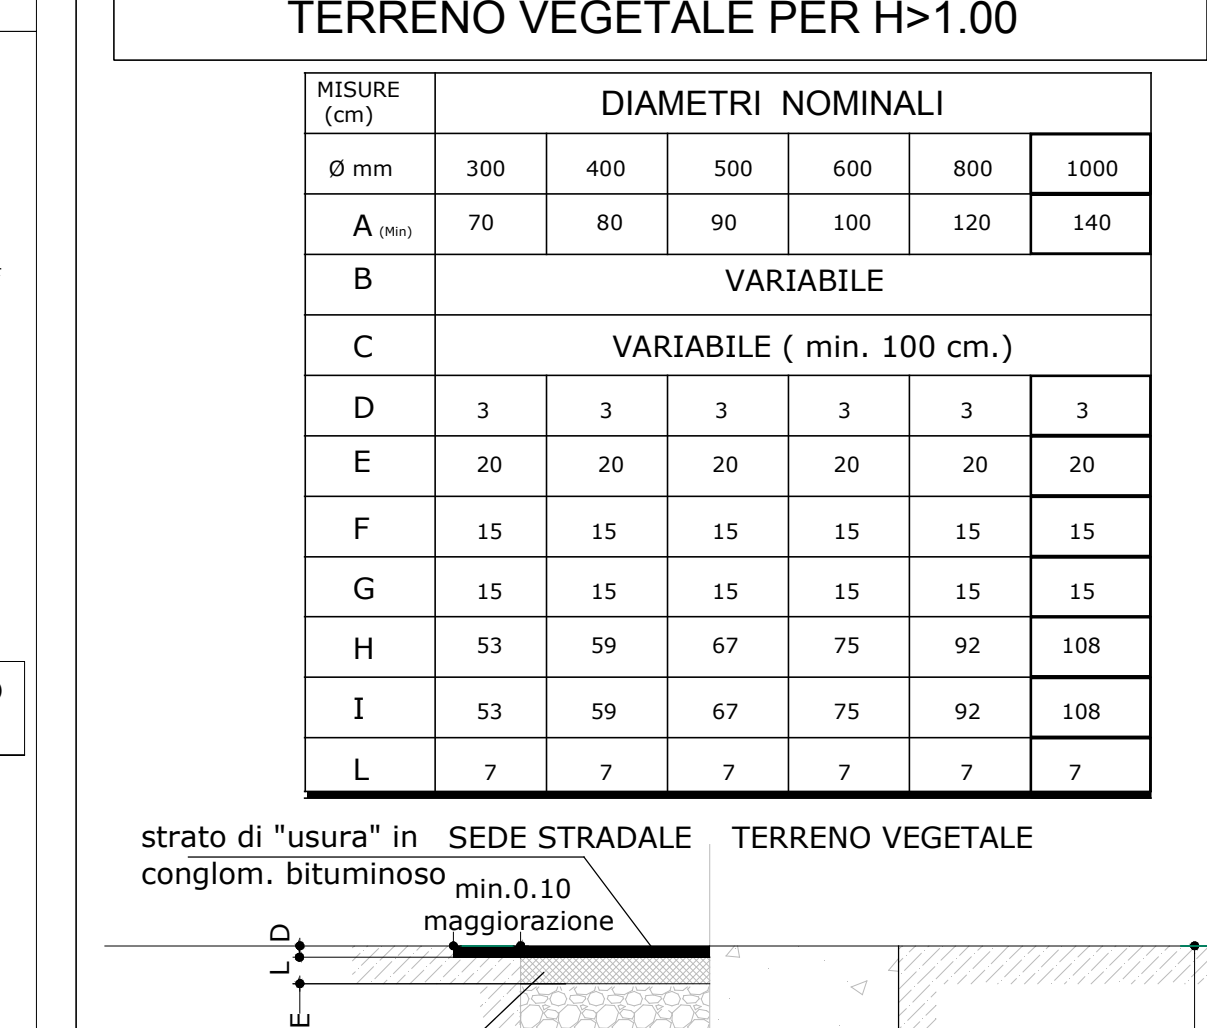 TERRENO VEGETALE PER H>1.00
MISURE (cm) DIAMETRI NOMINALI
Ø mm 300 400 500 600 800 1000
A (Min) 70 80 90 100 120 140
B VARIABILE
C VARIABILE ( min. 100 cm.)
D 3 3 3 3 3 3
E 20 20 20 20 20 20
F 15 15 15 15 15 15
G 15 15 15 15 15 15
H 53 59 67 75 92 108
I 53 59 67 75 92 108
L 7 7 7 7 7 7
strato di "usura" in SEDE STRADALE TERRENO VEGETALE
conglom. bituminoso
min.0.10
maggiorazione
D
L
E